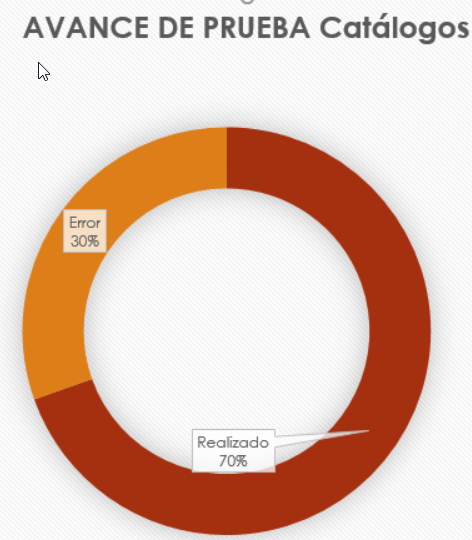 AVANCE DE PRUEBA Catálogos
Error
30%
Realizado
70%